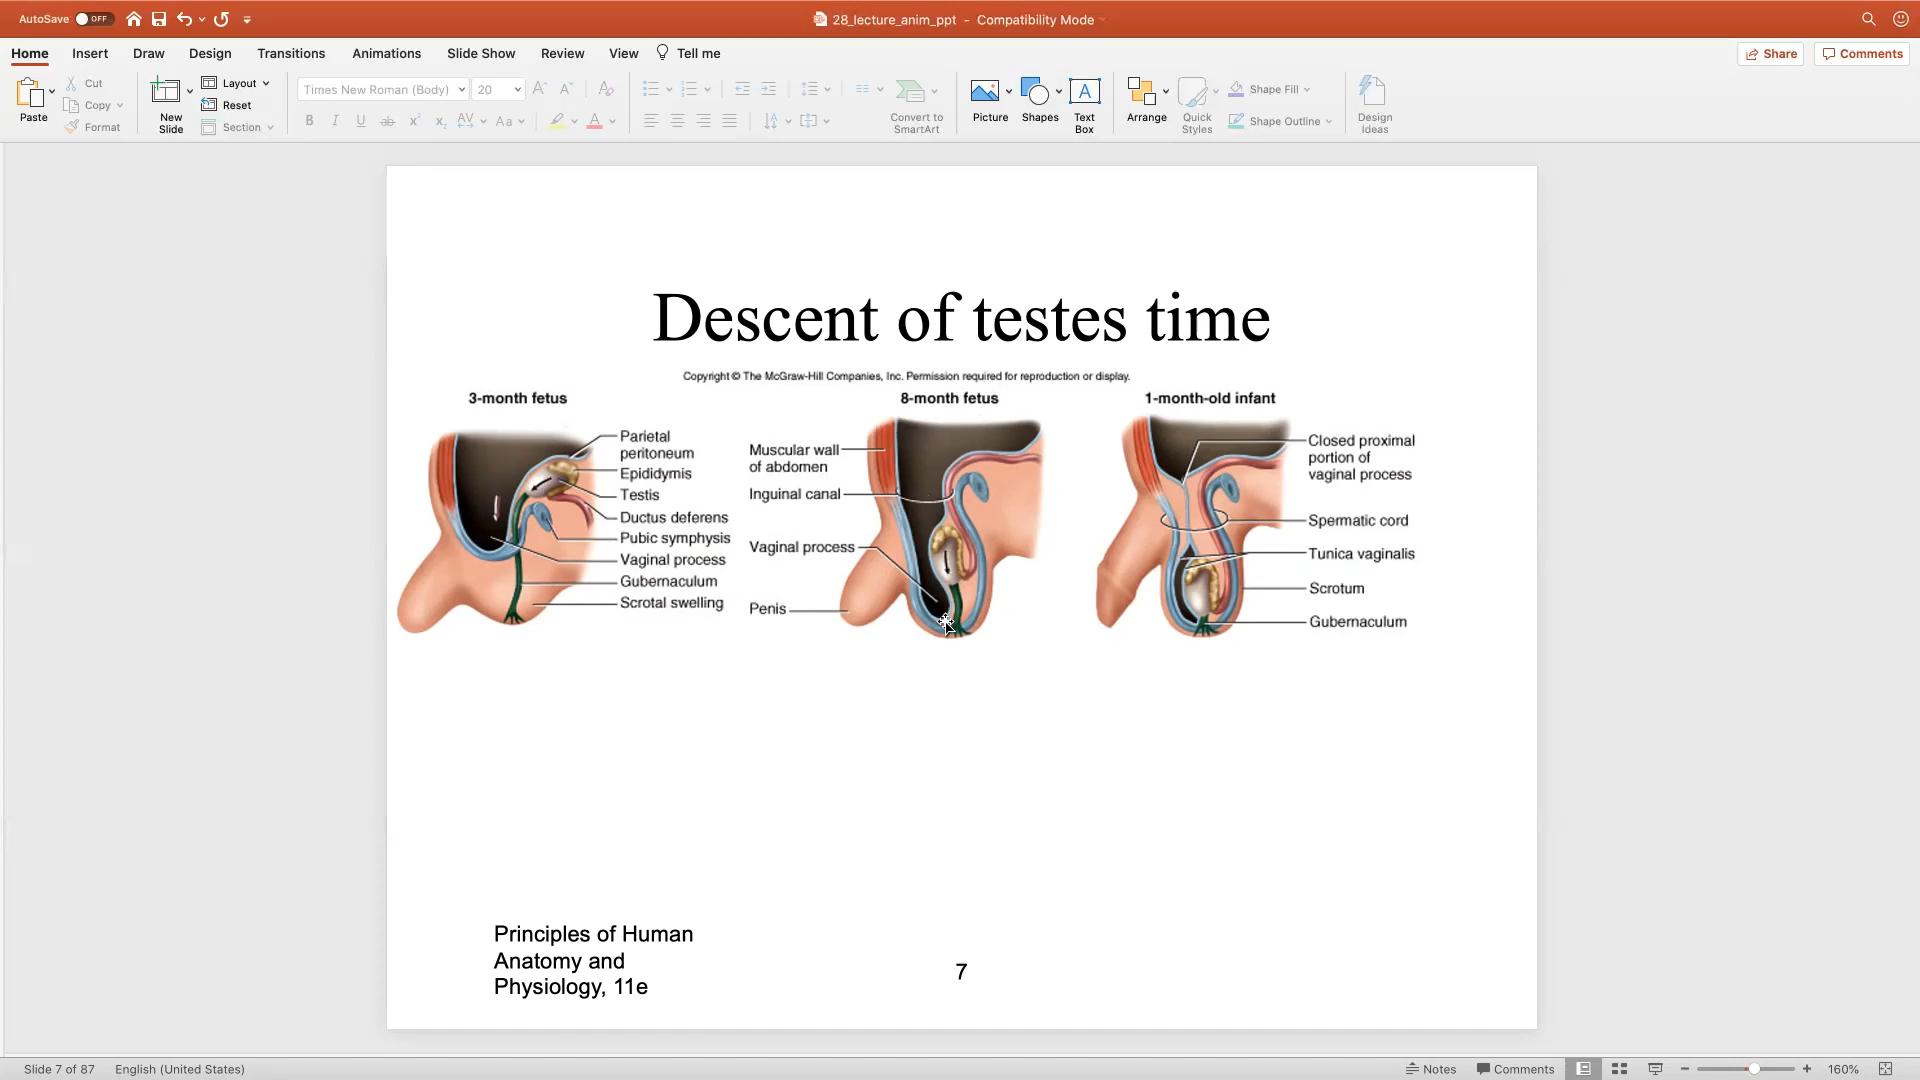 AutoSave OFF
28_lecture_anim_ppt - Compatibility Mode
Home Insert Draw Design Transitions Animations Slide Show Review View Tell me
Share Comments
Paste
Cut
Copy
Format
New
Slide
Layout
Reset
Section
Times New Roman (Body) 20
B I U ab x² x₂ AV Aa A
Convert to
SmartArt
Picture
Shapes
A
Text
Box
Arrange
Quick
Styles
Shape Fill
Shape Outline
Design
Ideas
Descent of testes time
Copyright © The McGraw-Hill Companies, Inc. Permission required for reproduction or display.
3-month fetus
Parietal
peritoneum
Epididymis
Testis
Ductus deferens
Pubic symphysis
Vaginal process
Gubernaculum
Scrotal swelling
8-month fetus
Muscular wall
of abdomen
Inguinal canal
Vaginal process
Penis
1-month-old infant
Closed proximal
portion of
vaginal process
Spermatic cord
Tunica vaginalis
Scrotum
Gubernaculum
Principles of Human
Anatomy and
Physiology, 11e
7
Slide 7 of 87 English (United States)
Notes Comments 160%